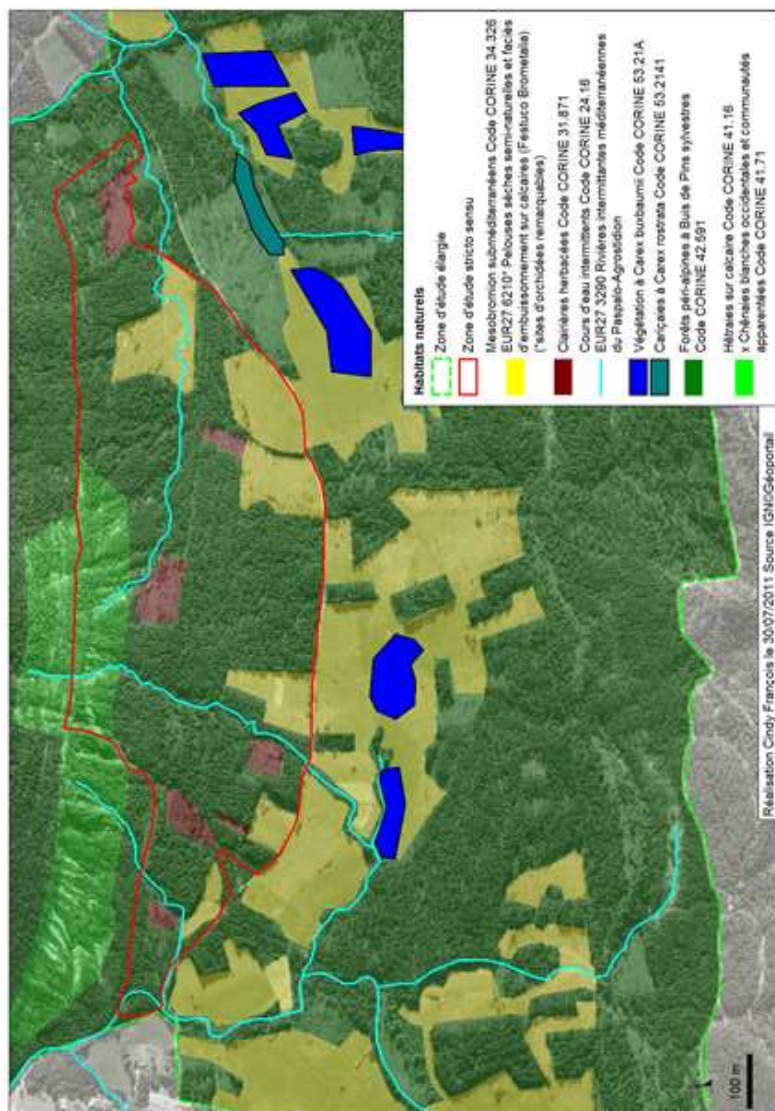 Habitats naturels
Zone d'étude élargie
Zone d'étude stricto sensu
Mesobromion subméditerranéens Code CORINE 34.326
EUR27 6210* Pelouses sèches semi-naturelles et faciès
d'embuissonnement sur calcaires (Festuco Brometalia)
(*sites d'orchidées remarquables)
Clairières herbacées Code CORINE 31.871
Cours d'eau intermittents Code CORINE 24.16
EUR27 3290 Rivières intermittentes méditerranéennes
du Paspalo-Agrostidion
Végétation à Carex buxbaumii Code CORINE 53.21A
Cariçaies à Carex rostrata Code CORINE 53.2141
Forêts péri-alpines à Buis de Pins sylvestres
Code CORINE 42.591
Hêtraies sur calcaire Code CORINE 41.16
x Chênaies blanches occidentales et communautés
apparentées Code CORINE 41.71
100 m
Réalisation Cindy François le 30/07/2011 Source IGN©Géoportail